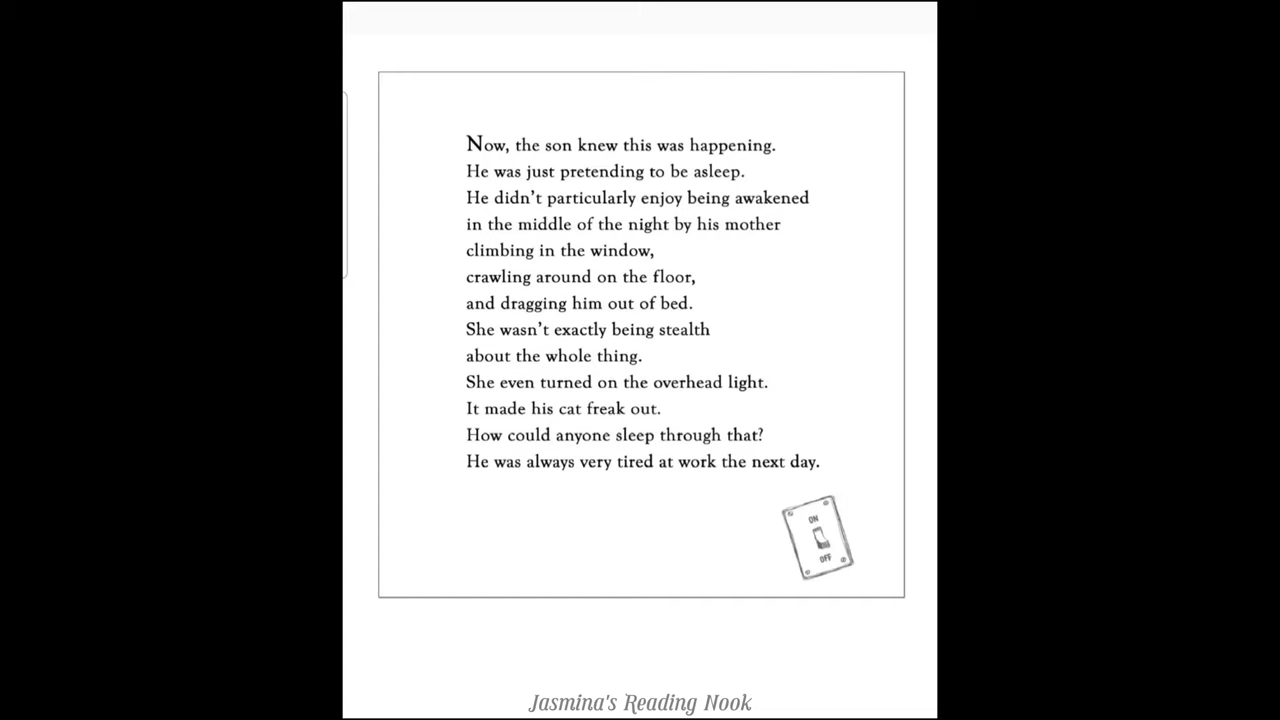 Now, the son knew this was happening.
He was just pretending to be asleep.
He didn't particularly enjoy being awakened
in the middle of the night by his mother
climbing in the window,
crawling around on the floor,
and dragging him out of bed.
She wasn't exactly being stealth
about the whole thing.
She even turned on the overhead light.
It made his cat freak out.
How could anyone sleep through that?
He was always very tired at work the next day.
ON
OFF
Jasmina's Reading Nook